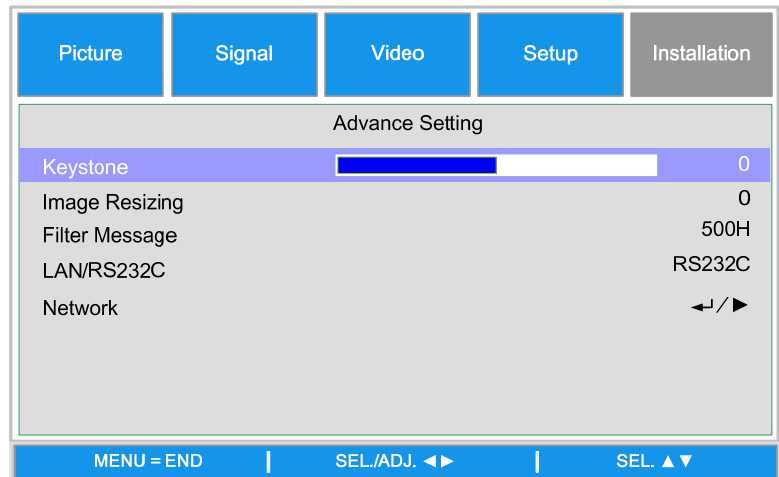 Picture Signal Video Setup Installation
Advance Setting
Keystone 0
Image Resizing 0
Filter Message 500H
LAN/RS232C RS232C
Network ↵/►
MENU = END | SEL./ADJ. ◄► | SEL. ▲▼